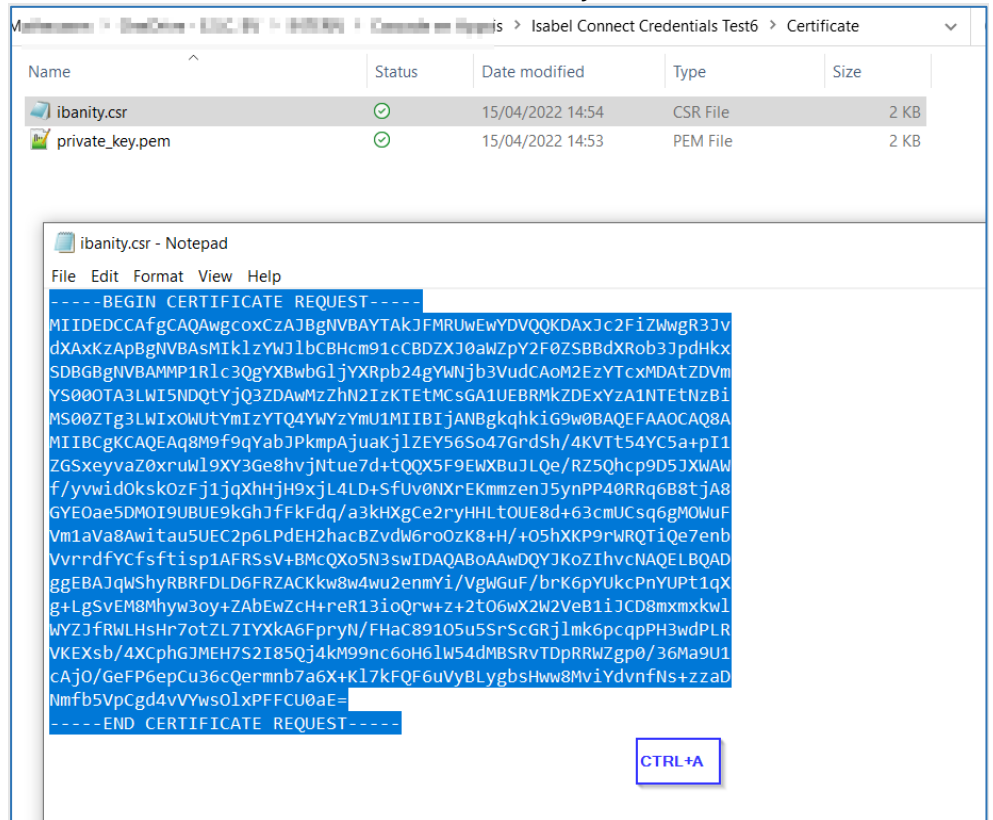 is > Isabel Connect Credentials Test6 > Certificate
Name Status Date modified Type Size
ibanity.csr 15/04/2022 14:54 CSR File 2 KB
private_key.pem 15/04/2022 14:53 PEM File 2 KB
ibanity.csr - Notepad
File Edit Format View Help
-----BEGIN CERTIFICATE REQUEST-----
MIIDEDCCAfgCAQAwgcoxCzAJBgNVBAYTAkJFMRUwEwYDVQQKDAxJc2FiZWwgR3Jv
dXAxKzApBgNVBAsMIklzYWJlbCBHcm91cCBDZXJ0aWZpY2F0ZSBBdXRob3JpdHkx
SDBGBgNVBAMMP1Rlc3QgYXBwbGljYXRpb24gYWNjb3VudCAoM2EzYTcxMDAtZDVm
YS00OTA3LWI5NDQtYjQ3ZDAwMzZhN2IzKTEtMCsGA1UEBRMkZDExYzA1NTEtNzBi
MS00ZTg3LWIxOWUtYmIzYTQ4YWYzYmU1MIIBIjANBgkqhkiG9w0BAQEFAAOCAQ8A
MIIBCgKCAQEAq8M9f9qYabJPkmpAjuaKjlZEY56So47GrdSh/4KVTt54YC5a+pI1
ZGSxeyvaZ0xruWl9XY3Ge8hvjNtue7d+tQQX5F9EWXBuJLQe/RZ5Qhcp9D5JXWAW
f/yvwidOkskOzFj1jqXhHjH9xjL4LD+SfUv0NXrEKmmzenJ5ynPP40RRq6B8tjA8
GYEOae5DMOI9UBUE9kGhJfFkFdq/a3kHXgCe2ryHHLtOUE8d+63cmUCsq6gMOWuF
Vm1aVa8Awitau5UEC2p6LPdEH2hacBZvdW6roOzK8+H/+O5hXKP9rWRQTiQe7enb
VvrrdfYCfsftisp1AFRSsV+BMcQXo5N3swIDAQABoAAwDQYJKoZIhvcNAQELBQAD
ggEBAJqWShyRBRFDLD6FRZACKkw8w4wu2enmYi/VgWGuF/brK6pYUkcPnYUPt1qX
g+LgSvEM8Mhyw3oy+ZAbEwZcH+reR13ioQrw+z+2tO6wX2W2VeB1iJCD8mxmxkwl
WYZJfRWLHsHr7otZL7IYXkA6FpryN/FHaC891O5u5SrScGRjlmk6pcqpPH3wdPLR
VKEXsb/4XCphGJMEH7S2I85Qj4kM99nc6oH6lW54dMBSRvTDpRRWZgp0/36Ma9U1
cAjO/GeFP6epCu36cQermnb7a6X+Kl7kFQF6uVyBLygbsHww8MviYdvnfNs+zzaD
Nmfb5VpCgd4vVYwsOlxPFFCU0aE=
-----END CERTIFICATE REQUEST-----
CTRL+A